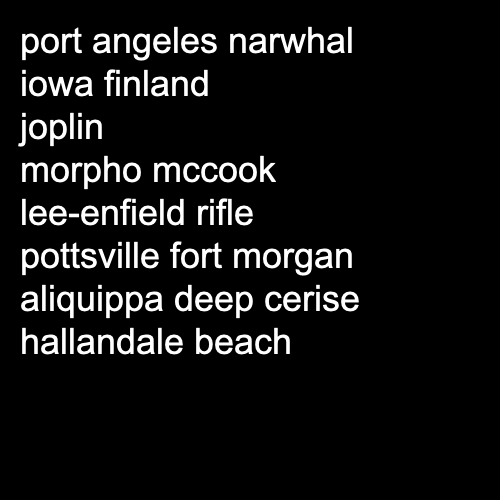 port angeles narwhal
iowa finland
joplin
morpho mccook
lee-enfield rifle
pottsville fort morgan
aliquippa deep cerise
hallandale beach